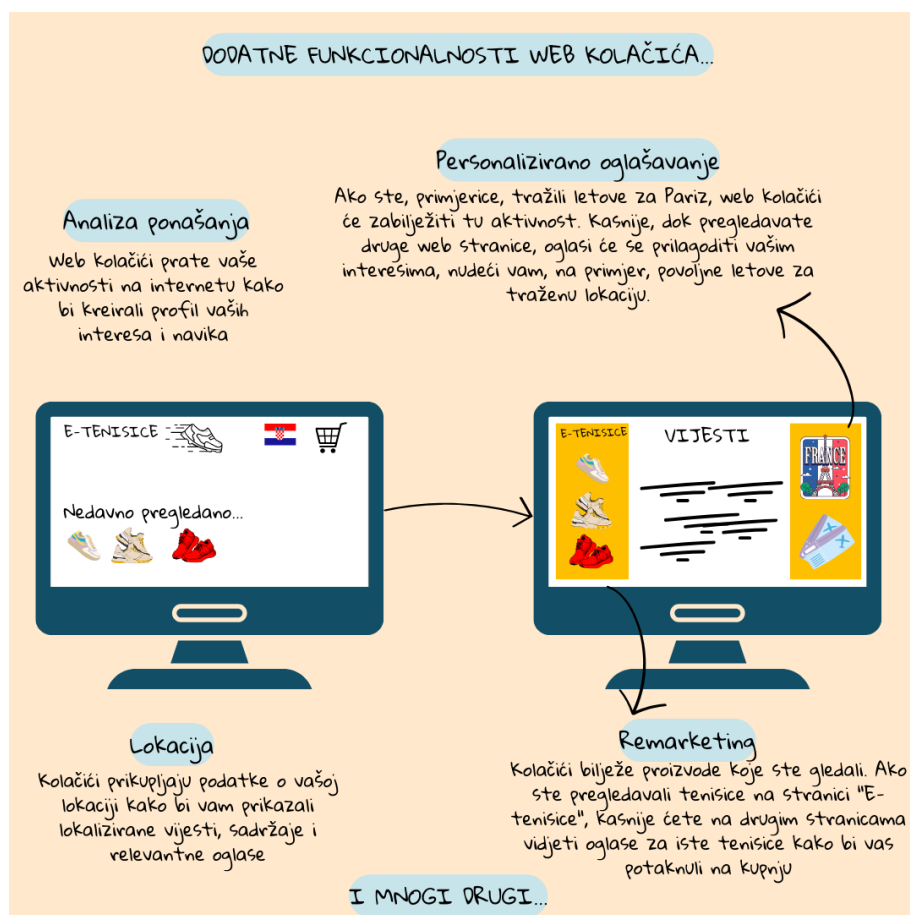 DODATNE FUNKCIONALNOSTI WEB KOLAČIĆA...
Personalizirano oglašavanje
Ako ste, primjerice, tražili letove za Pariz, web kolačići
će zabilježiti tu aktivnost. Kasnije, dok pregledavate
druge web stranice, oglasi će se prilagoditi vašim
interesima, nudeći vam, na primjer, povoljne letove za
traženu lokaciju.
Analiza ponašanja
Web kolačići prate vaše
aktivnosti na internetu kako
bi kreirali profil vaših
interesa i navika
E-TENISICE
Nedavno pregledano...
E-TENISICE
VIJESTI
FRANCE
Lokacija
Kolačići prikupljaju podatke o vašoj
lokaciji kako bi vam prikazali
lokalizirane vijesti, sadržaje i
relevantne oglase
Remarketing
Kolačići bilježe proizvode koje ste gledali. Ako
ste pregledavali tenisice na stranici "E-
tenisice", kasnije ćete na drugim stranicama
vidjeti oglase za iste tenisice kako bi vas
potaknuli na kupnju
I MNOGI DRUGI...